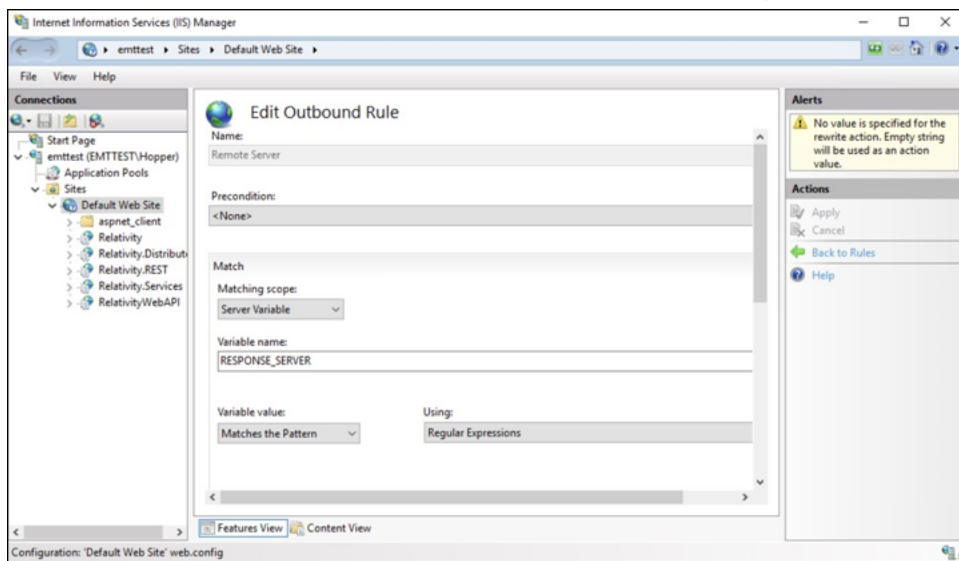 Internet Information Services (IIS) Manager
emttest Sites Default Web Site
File View Help
Connections
Start Page
emttest (EMTTEST\Hopper)
Application Pools
Sites
Default Web Site
aspnet_client
Relativity
Relativity.Distribut
Relativity.REST
Relativity.Services
RelativityWebAPI
Edit Outbound Rule
Name:
Remote Server
Precondition:
<None>
Match
Matching scope:
Server Variable
Variable name:
RESPONSE_SERVER
Variable value: Using:
Matches the Pattern Regular Expressions
Features View Content View
Alerts
No value is specified for the
rewrite action. Empty string
will be used as an action
value.
Actions
Apply
Cancel
Back to Rules
Help
Configuration: 'Default Web Site' web.config